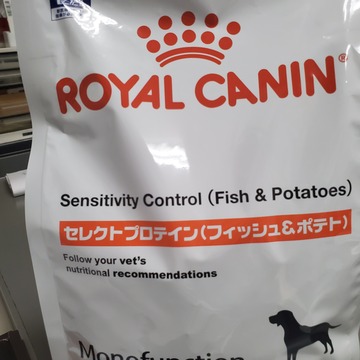 ROYAL CANIN®
Sensitivity Control (Fish & Potatoes)
セレクトプロテイン(フィッシュ&ポテト)
Follow your vet's
nutritional recommendations
Monofunction